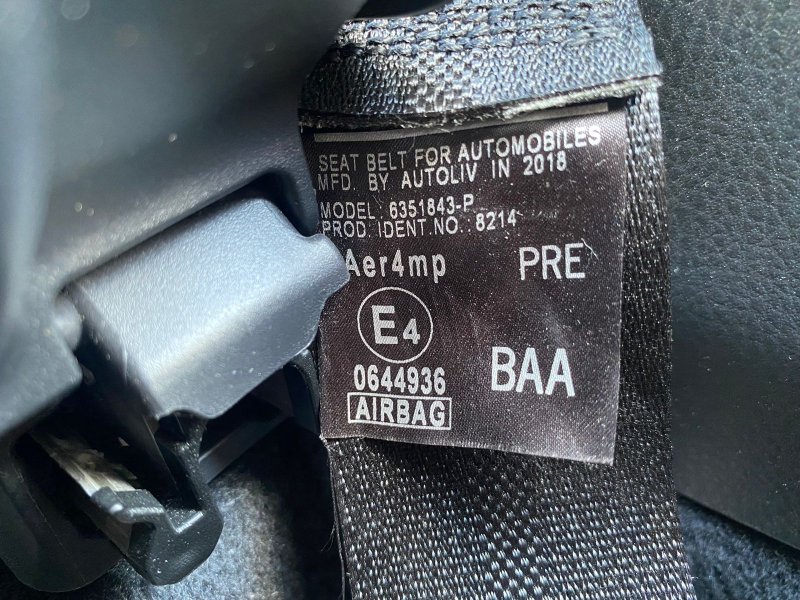 SEAT BELT FOR AUTOMOBILES
MFD. BY AUTOLIV IN 2018
MODEL: 6351843-P
PROD. IDENT.NO. 8214
Aer4mp PRE
E4
0644936
BAA
AIRBAG